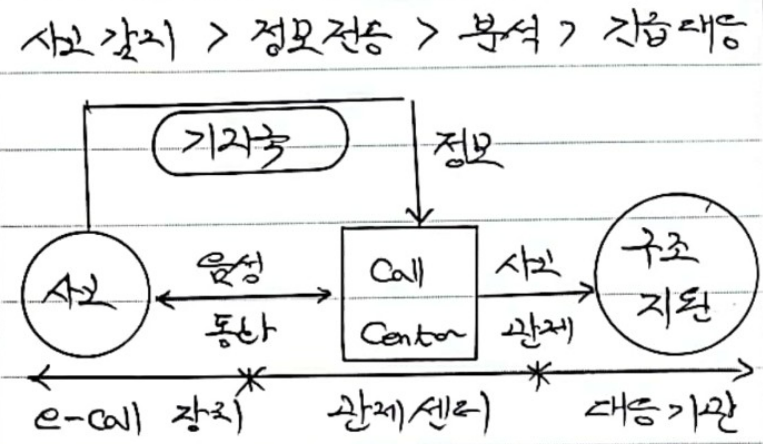 사고감지 > 정보전송 > 분석 > 긴급대응
기지국
정보
사고
음성
통화
Call
Center
사고
관제
구조
지원
e-call 장치
관제센터
대응기관